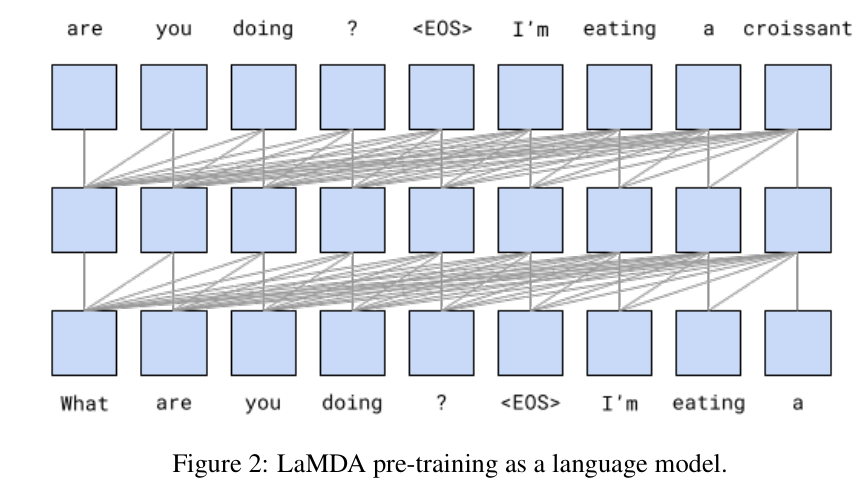 are you doing ? <EOS> I'm eating a croissant
What are you doing ? <EOS> I'm eating a
Figure 2: LaMDA pre-training as a language model.